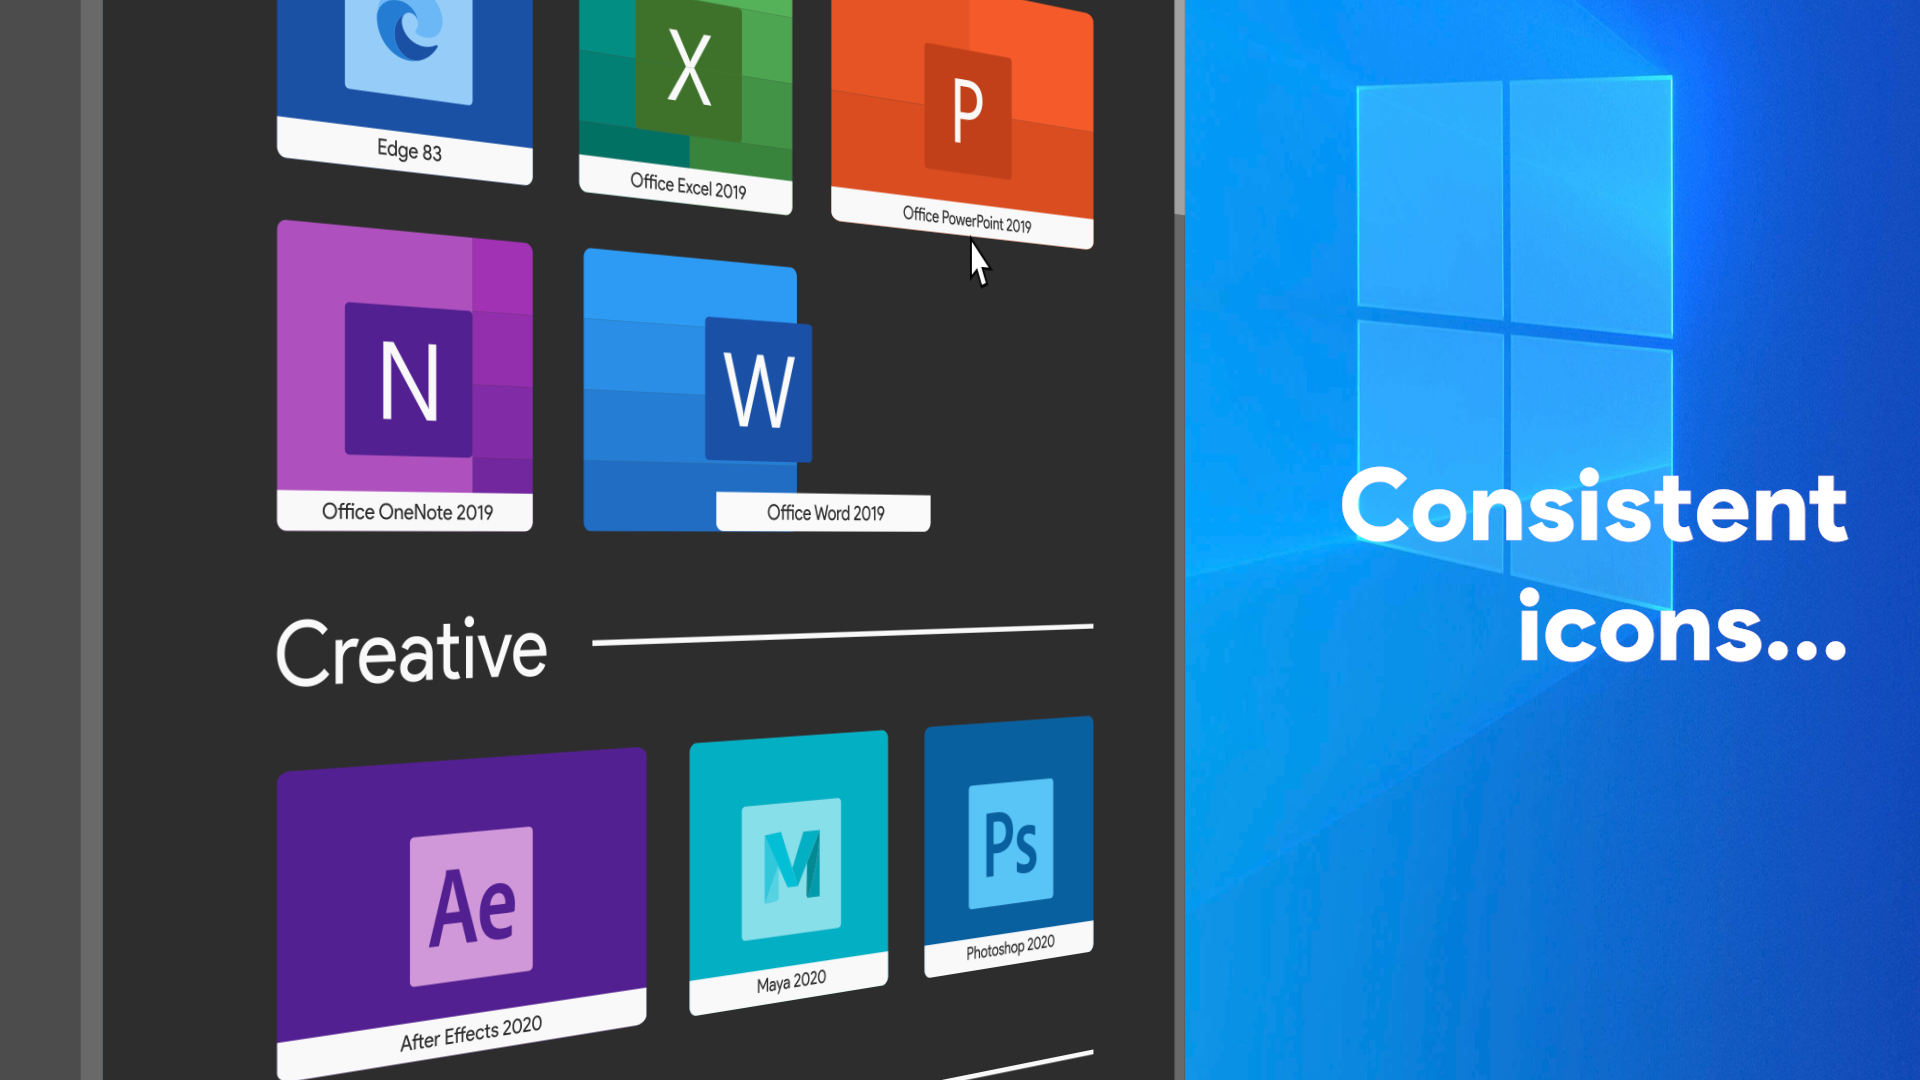 Edge 83
X
Office Excel 2019
P
Office PowerPoint 2019
N
Office OneNote 2019
W
Office Word 2019
Consistent
icons...
Creative
Ae
After Effects 2020
M
Maya 2020
Ps
Photoshop 2020